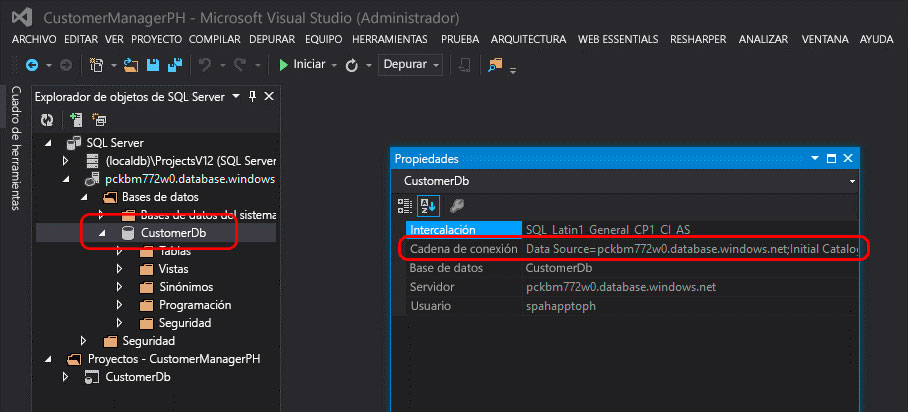 CustomerManagerPH - Microsoft Visual Studio (Administrador)
ARCHIVO EDITAR VER PROYECTO COMPILAR DEPURAR EQUIPO HERRAMIENTAS PRUEBA ARQUITECTURA WEB ESSENTIALS RESHARPER ANALIZAR VENTANA AYUDA
Iniciar Depurar
Cuadro de herramientas
Explorador de objetos de SQL Server
SQL Server
(localdb)\ProjectsV12 (SQL Server
pckbm772w0.database.windows
Bases de datos
Bases de datos del sistema
CustomerDb
Tablas
Vistas
Sinónimos
Programación
Seguridad
Seguridad
Proyectos - CustomerManagerPH
CustomerDb
Propiedades
CustomerDb
Intercalación SQL_Latin1_General_CP1_CI_AS
Cadena de conexión Data Source=pckbm772w0.database.windows.net;Initial Catalo
Base de datos CustomerDb
Servidor pckbm772w0.database.windows.net
Usuario spahapptoph